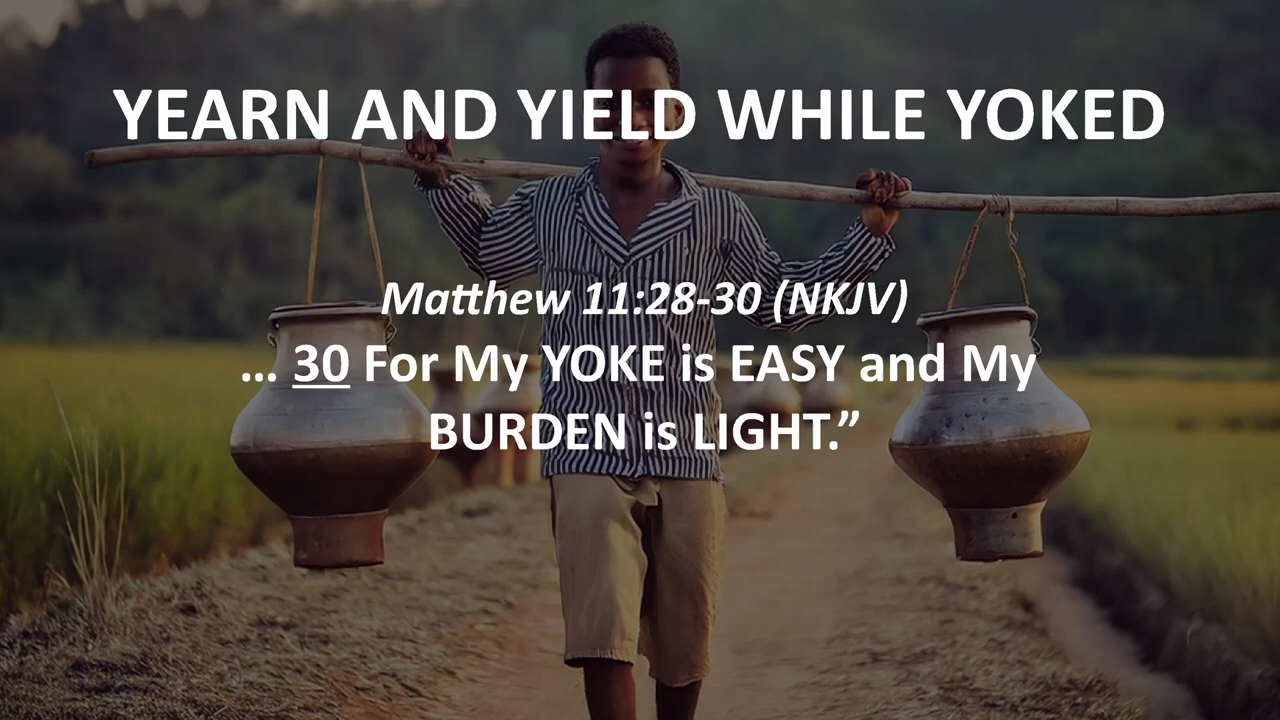 YEARN AND YIELD WHILE YOKED
Matthew 11:28-30 (NKJV)
... 30 For My YOKE is EASY and My
BURDEN is LIGHT.”